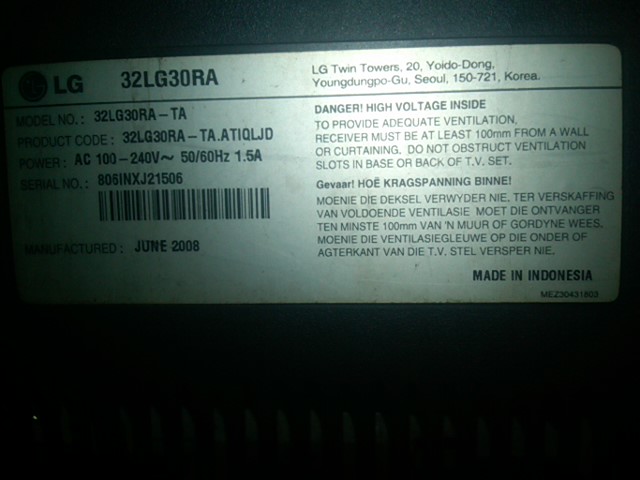 LG 32LG30RA
LG Twin Towers, 20, Yoido-Dong,
Youngdungpo-Gu, Seoul, 150-721, Korea.
MODEL NO.: 32LG30RA-TA
PRODUCT CODE: 32LG30RA-TA.ATIQLJD
POWER: AC 100-240V~ 50/60Hz 1.5A
SERIAL NO.: 806INXJ21506
MANUFACTURED: JUNE 2008
DANGER! HIGH VOLTAGE INSIDE
TO PROVIDE ADEQUATE VENTILATION,
RECEIVER MUST BE AT LEAST 100mm FROM A WALL
OR CURTAINING. DO NOT OBSTRUCT VENTILATION
SLOTS IN BASE OR BACK OF T.V. SET.
Gevaar! HOË KRAGSPANNING BINNE!
MOENIE DIE DEKSEL VERWYDER NIE. TER VERSKAFFING
VAN VOLDOENDE VENTILASIE MOET DIE ONTVANGER
TEN MINSTE 100mm VAN 'N MUUR OF GORDYNE WEES.
MOENIE DIE VENTILASIEGLEUWE OP DIE ONDER OF
AGTERKANT VAN DIE T.V. STEL VERSPER NIE.
MADE IN INDONESIA
MEZ30431803